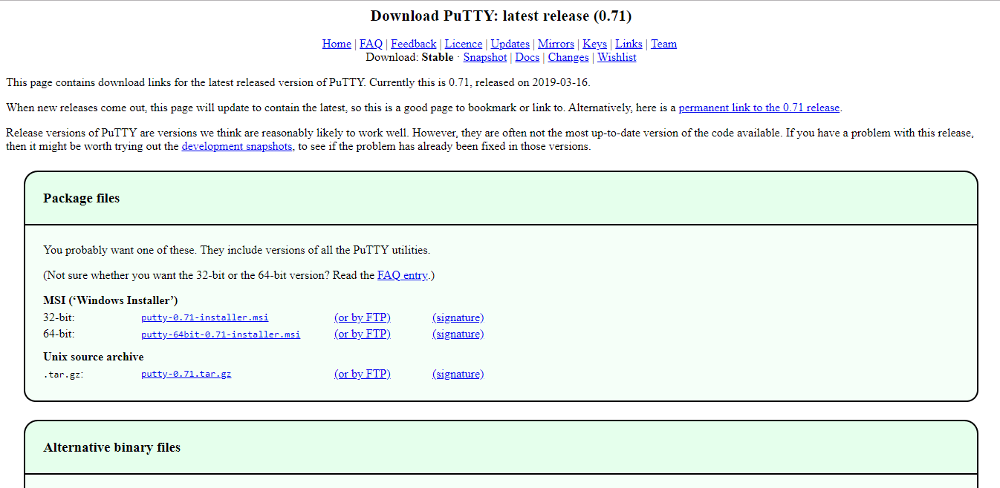 Download PuTTY: latest release (0.71)
Home | FAQ | Feedback | Licence | Updates | Mirrors | Keys | Links | Team
Download: Stable · Snapshot | Docs | Changes | Wishlist
This page contains download links for the latest released version of PuTTY. Currently this is 0.71, released on 2019-03-16.
When new releases come out, this page will update to contain the latest, so this is a good page to bookmark or link to. Alternatively, here is a permanent link to the 0.71 release.
Release versions of PuTTY are versions we think are reasonably likely to work well. However, they are often not the most up-to-date version of the code available. If you have a problem with this release,
then it might be worth trying out the development snapshots, to see if the problem has already been fixed in those versions.
Package files
You probably want one of these. They include versions of all the PuTTY utilities.
(Not sure whether you want the 32-bit or the 64-bit version? Read the FAQ entry.)
MSI (‘Windows Installer’)
32-bit: putty-0.71-installer.msi (or by FTP) (signature)
64-bit: putty-64bit-0.71-installer.msi (or by FTP) (signature)
Unix source archive
.tar.gz: putty-0.71.tar.gz (or by FTP) (signature)
Alternative binary files